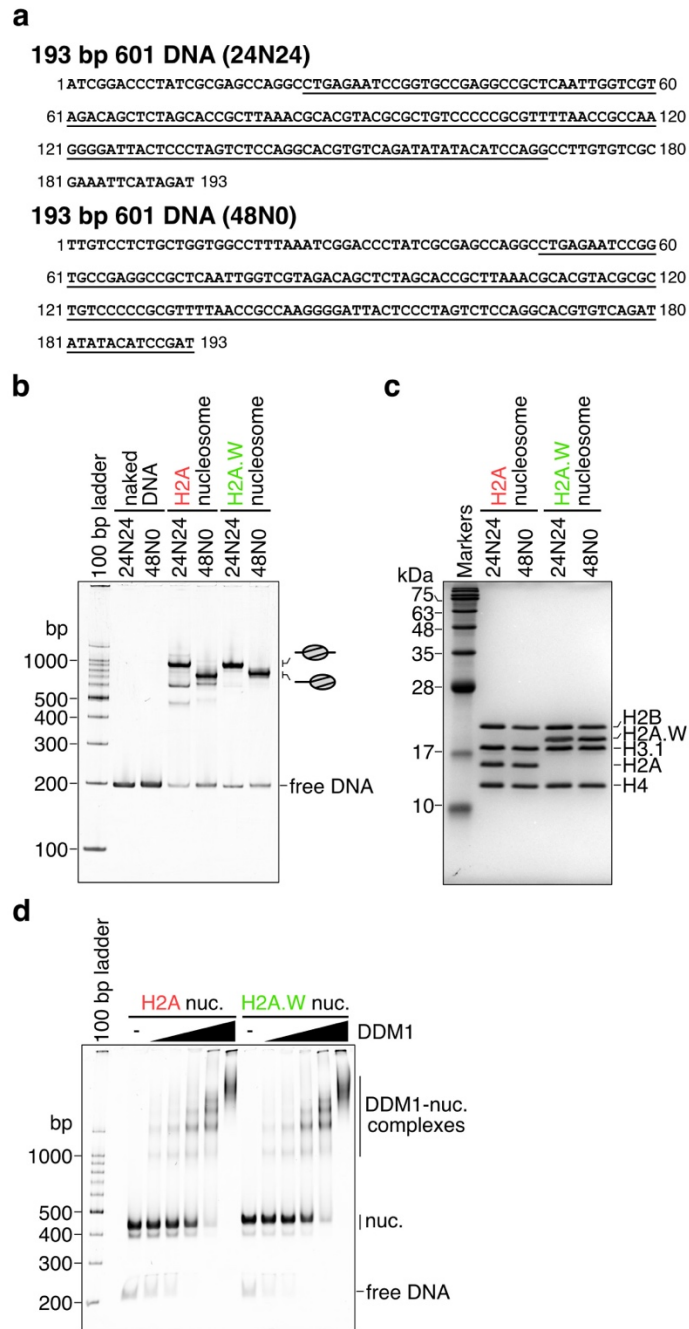 a
193 bp 601 DNA (24N24)
1 ATCGGACCCTATCGCGAGCCAGGCCTGAGAATCCGGTGCCGAGGCCGCTCAATTGGTCGT 60
61 AGACAGCTCTAGCACCGCTTAAACGCACGTACGCGCTGTCCCCCGCGTTTTAACCGCCAA 120
121 GGGGATTACTCCCTAGTCTCCAGGCACGTGTCAGATATATACATCCAGGCCTTGTGTCGC 180
181 GAAATTCATAGAT 193
193 bp 601 DNA (48N0)
1 TTGTCCTCTGCTGGTGGCCTTTAAATCGGACCCTATCGCGAGCCAGGCCTGAGAATCCGG 60
61 TGCCGAGGCCGCTCAATTGGTCGTAGACAGCTCTAGCACCGCTTAAACGCACGTACGCGC 120
121 TGTCCCCCGCGTTTTAACCGCCAAGGGGATTACTCCCTAGTCTCCAGGCACGTGTCAGAT 180
181 ATATACATCCGAT 193
b
100 bp ladder
naked
DNA
H2A
nucleosome
H2A.W
nucleosome
24N24
48N0
24N24
48N0
24N24
48N0
bp
1000
500
400
300
200
100
free DNA
c
Markers
H2A
nucleosome
H2A.W
nucleosome
24N24
48N0
24N24
48N0
kDa
75
63
48
35
28
17
10
H2B
H2A.W
H3.1
H2A
H4
d
100 bp ladder
H2A nuc. H2A.W nuc.
- - DDM1
bp
1000
500
400
300
200
DDM1-nuc.
complexes
nuc.
free DNA